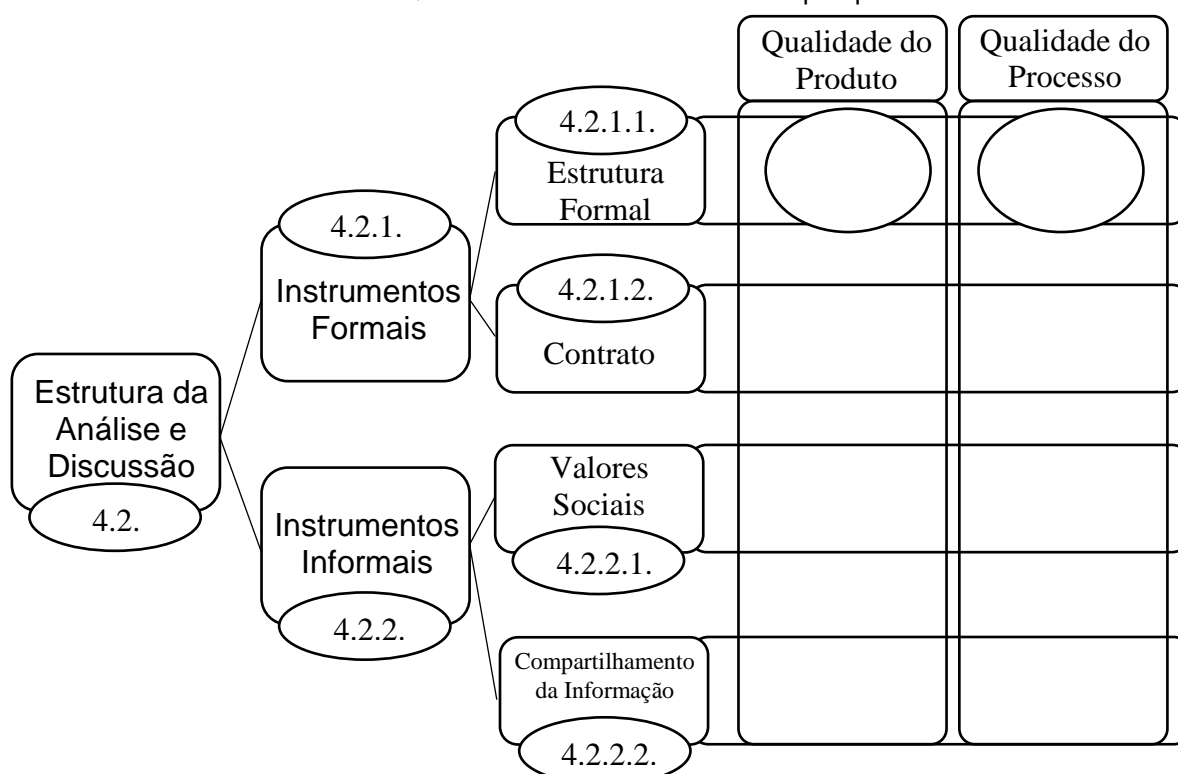 Qualidade do
Produto
Qualidade do
Processo
4.2.1.1.
Estrutura
Formal
4.2.1.
Instrumentos
Formais
4.2.1.2.
Contrato
Estrutura da
Análise e
Discussão
4.2.
Valores
Sociais
4.2.2.1.
Instrumentos
Informais
4.2.2.
Compartilhamento
da Informação
4.2.2.2.